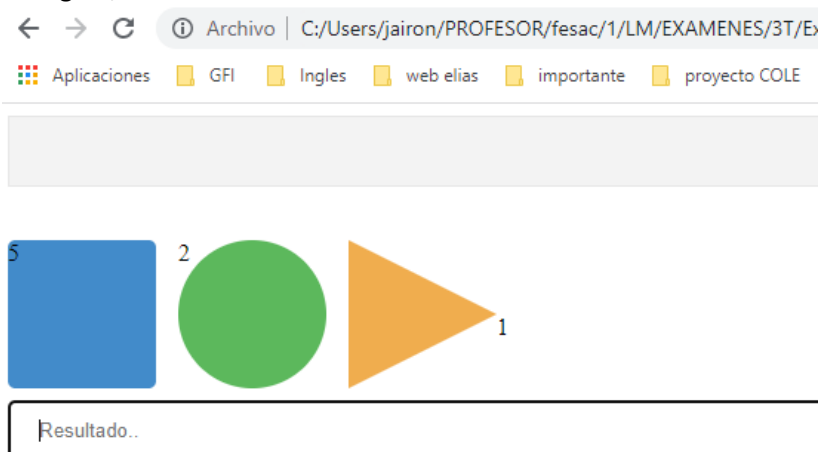 Archivo | C:/Users/jairon/PROFESOR/fesac/1/LM/EXAMENES/3T/Ex
Aplicaciones GFI Ingles web elias importante proyecto COLE
5 2
1
Resultado..